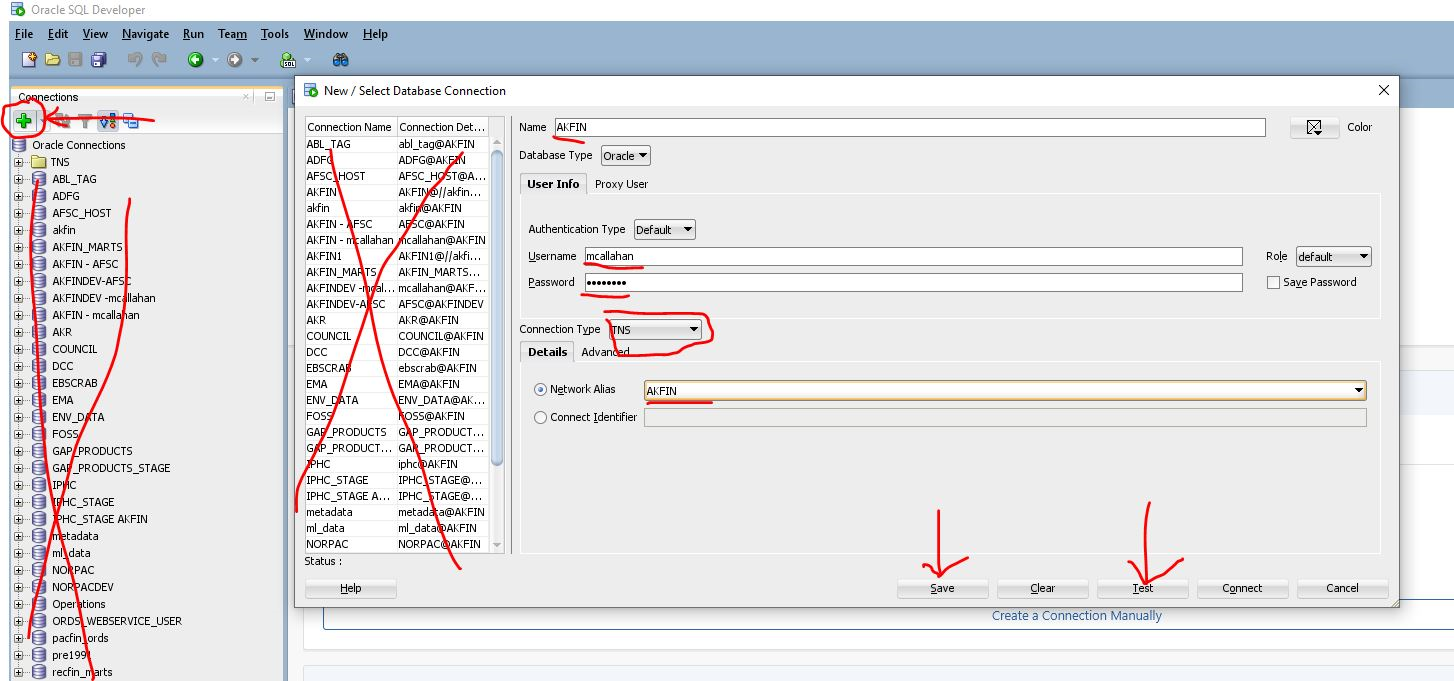 Oracle SQL Developer
File Edit View Navigate Run Team Tools Window Help
Connections
Oracle Connections
TNS
ABL_TAG
ADFG
AFSC_HOST
akfin
AKFIN_MARTS
AKFIN - AFSC
AKFINDEV-AFSC
AKFINDEV -mcallahan
AKFIN - mcallahan
AKR
COUNCIL
DCC
EBSCRAB
EMA
ENV_DATA
FOSS
GAP_PRODUCTS
GAP_PRODUCTS_STAGE
IPHC
IPHC_STAGE
IPHC_STAGE AKFIN
metadata
ml_data
NORPAC
NORPACDEV
Operations
ORDS_WEBSERVICE_USER
pacfin_ords
pre1991
recfin_marts
New / Select Database Connection
Connection Name Connection Det...
ABL_TAG abl_tag@AKFIN
ADFG ADFG@AKFIN
AFSC_HOST AFSC_HOST@A...
AKFIN AKFIN@//akfin...
akfin akfin@AKFIN
AKFIN - AFSC AFSC@AKFIN
AKFIN - mcallahan mcallahan@AKFIN
AKFIN1 AKFIN1@//akfi...
AKFIN_MARTS AKFIN_MARTS...
AKFINDEV -mcal... mcallahan@AKF...
AKFINDEV-AFSC AFSC@AKFINDEV
AKR AKR@AKFIN
COUNCIL COUNCIL@AKFIN
DCC DCC@AKFIN
EBSCRAB ebscrab@AKFIN
EMA EMA@AKFIN
ENV_DATA ENV_DATA@AK...
FOSS FOSS@AKFIN
GAP_PRODUCTS GAP_PRODUCT...
GAP_PRODUCTS... GAP_PRODUCT...
IPHC iphc@AKFIN
IPHC_STAGE IPHC_STAGE@...
IPHC_STAGE A... IPHC_STAGE@...
metadata metadata@AKFIN
ml_data ml_data@AKFIN
NORPAC NORPAC@AKFIN
Status :
Name AKFIN Color
Database Type Oracle
User Info Proxy User
Authentication Type Default
Username mcallahan Role default
Password •••••••• Save Password
Connection Type TNS
Details Advanced
Network Alias AKFIN
Connect Identifier
Help Save Clear Test Connect Cancel
Create a Connection Manually